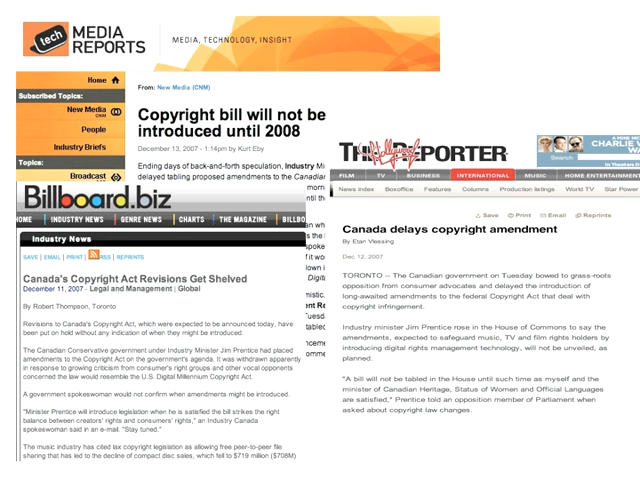 tech MEDIA REPORTS
MEDIA, TECHNOLOGY, INSIGHT
Home
Subscribed Topics:
New Media
CNM
People
Industry Briefs
Topics:
Broadcast
From: New Media (CNM)
Copyright bill will not be
introduced until 2008
December 13, 2007 - 1:14pm by Kurt Eby
Ending days of back-and-forth speculation, Industry Mi
delayed tabling proposed amendments to the Canadia
Billboard.biz
HOME | INDUSTRY NEWS | GENRE NEWS | CHARTS | THE MAGAZINE | BILLBO
Industry News
SAVE | EMAIL | PRINT | RSS | REPRINTS
Canada's Copyright Act Revisions Get Shelved
December 11, 2007 - Legal and Management | Global
By Robert Thompson, Toronto
Revisions to Canada's Copyright Act, which were expected to be announced today, have
been put on hold without any indication of when they might be introduced.
The Canadian Conservative government under Industry Minister Jim Prentice had placed
amendments to the Copyright Act on the government's agenda. It was withdrawn apparently
in response to growing criticism from consumer's right groups and other vocal opponents
concerned the law would resemble the U.S. Digital Millennium Copyright Act.
A government spokeswoman would not confirm when amendments might be introduced.
"Minister Prentice will introduce legislation when he is satisfied the bill strikes the right
balance between creators' rights and consumers' rights," an Industry Canada
spokeswoman said in an e-mail. "Stay tuned."
The music industry has cited lax copyright legislation as allowing free peer-to-peer file
sharing that has led to the decline of compact disc sales, which fell to $719 million ($708M)
THE Hollywood REPORTER
CHARLIE
Search
In Theaters
FILM TV BUSINESS INTERNATIONAL MUSIC HOME ENTERTAINMENT
News Index Boxoffice Features Columns Production listings World TV Star Power
Save Print Email Reprints
Canada delays copyright amendment
By Etan Vlessing
Dec 12, 2007
TORONTO -- The Canadian government on Tuesday bowed to grass-roots
opposition from consumer advocates and delayed the introduction of
long-awaited amendments to the federal Copyright Act that deal with
copyright infringement.
Industry minister Jim Prentice rose in the House of Commons to say the
amendments, expected to safeguard music, TV and film rights holders by
introducing digital rights management technology, will not be unveiled, as
planned.
"A bill will not be tabled in the House until such time as myself and the
minister of Canadian Heritage, Status of Women and Official Languages
are satisfied," Prentice told an opposition member of Parliament when
asked about copyright law changes.